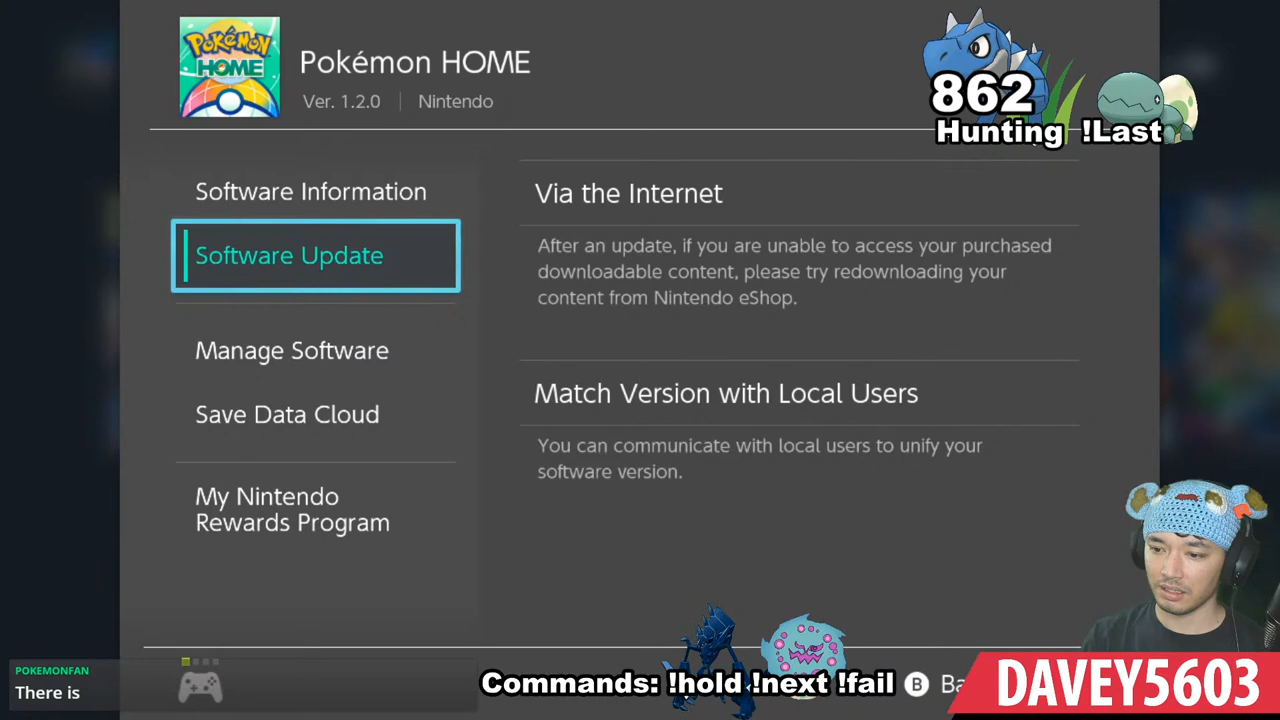 POKÉMON
HOME
Pokémon HOME
Ver. 1.2.0 | Nintendo
862
Hunting !Last
Software Information
Software Update
Manage Software
Save Data Cloud
My Nintendo
Rewards Program
Via the Internet
After an update, if you are unable to access your purchased
downloadable content, please try redownloading your
content from Nintendo eShop.
Match Version with Local Users
You can communicate with local users to unify your
software version.
POKEMONFAN
There is
Commands: !hold !next !fail
B Ba
DAVEY5603